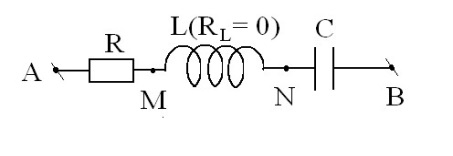 R L(R_L= 0) C
A M N B